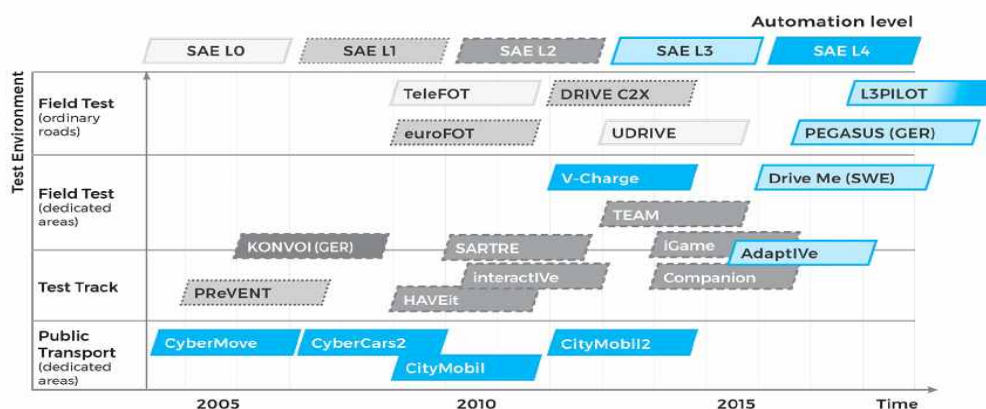 Automation level
SAE L0 SAE L1 SAE L2 SAE L3 SAE L4
Test Environment
Field Test
(ordinary
roads)
TeleFOT DRIVE C2X L3PILOT
euroFOT UDRIVE PEGASUS (GER)
Field Test
(dedicated
areas)
V-Charge Drive Me (SWE)
TEAM
KONVOI (GER) SARTRE iGame
AdaptIVe
Test Track
interactIVe Companion
PReVENT HAVEit
Public
Transport
(dedicated
areas)
CyberMove CyberCars2 CityMobil2
CityMobil
2005 2010 2015 Time